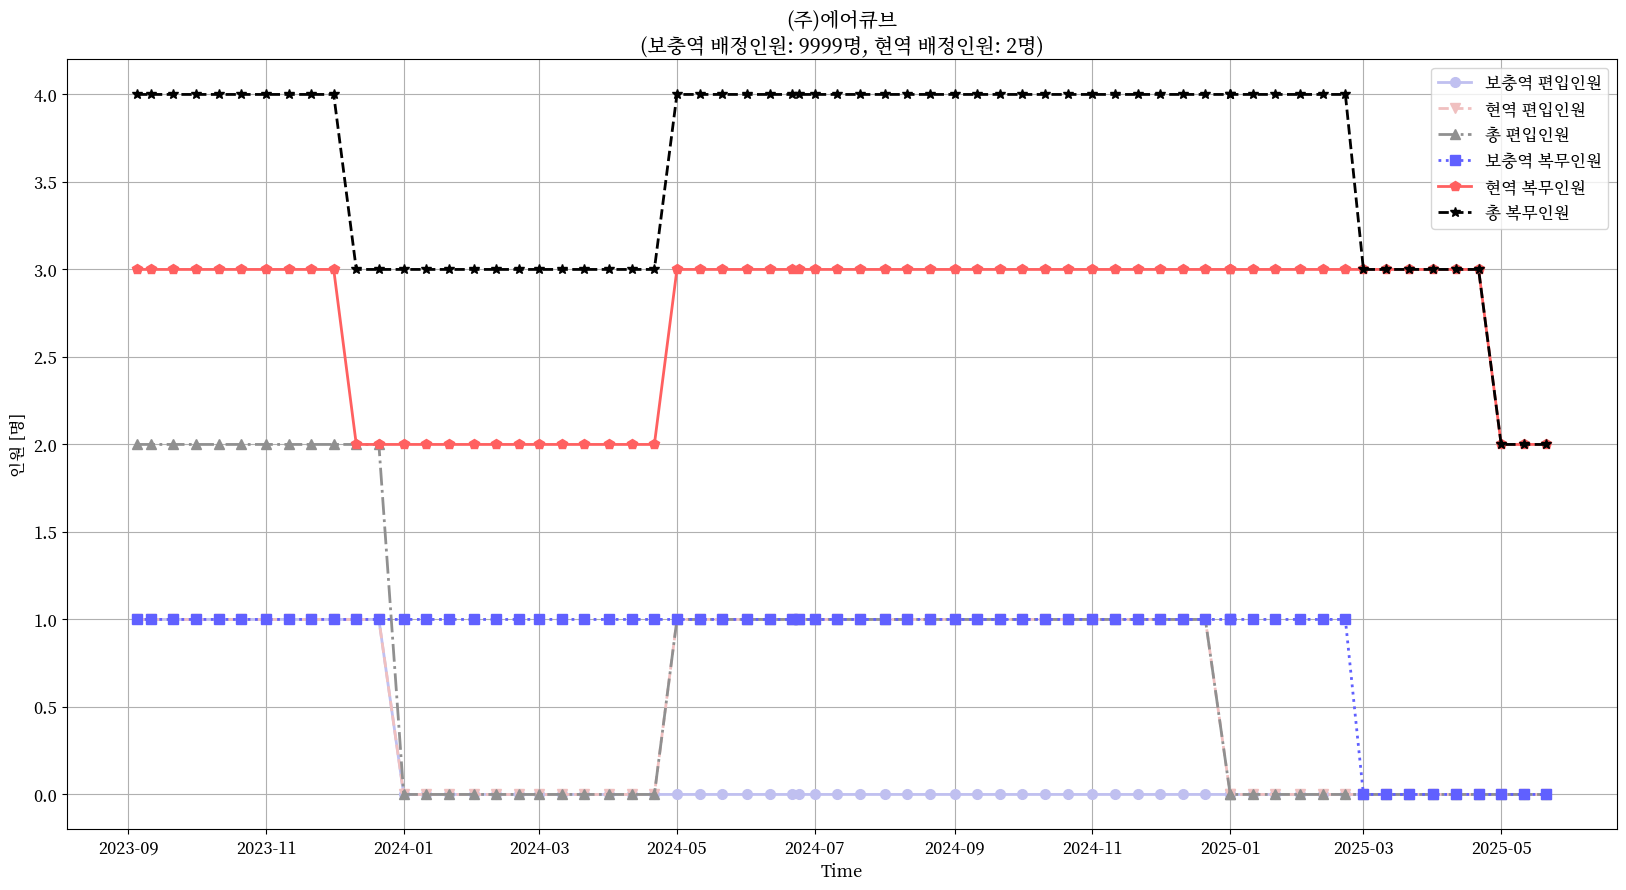 (주)에어큐브
(보충역 배정인원: 9999명, 현역 배정인원: 2명)
보충역 편입인원
현역 편입인원
총 편입인원
보충역 복무인원
현역 복무인원
총 복무인원
인원 [명]
4.0
3.5
3.0
2.5
2.0
1.5
1.0
0.5
0.0
2023-09 2023-11 2024-01 2024-03 2024-05 2024-07 2024-09 2024-11 2025-01 2025-03 2025-05
Time